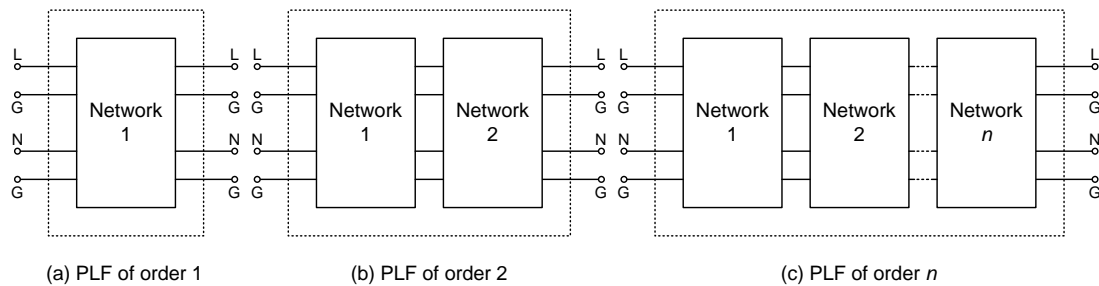 L
G
N
G
Network
1
L
G
N
G
(a) PLF of order 1
L
G
N
G
Network
1
Network
2
L
G
N
G
(b) PLF of order 2
L
G
N
G
Network
1
Network
2
Network
n
L
G
N
G
(c) PLF of order n